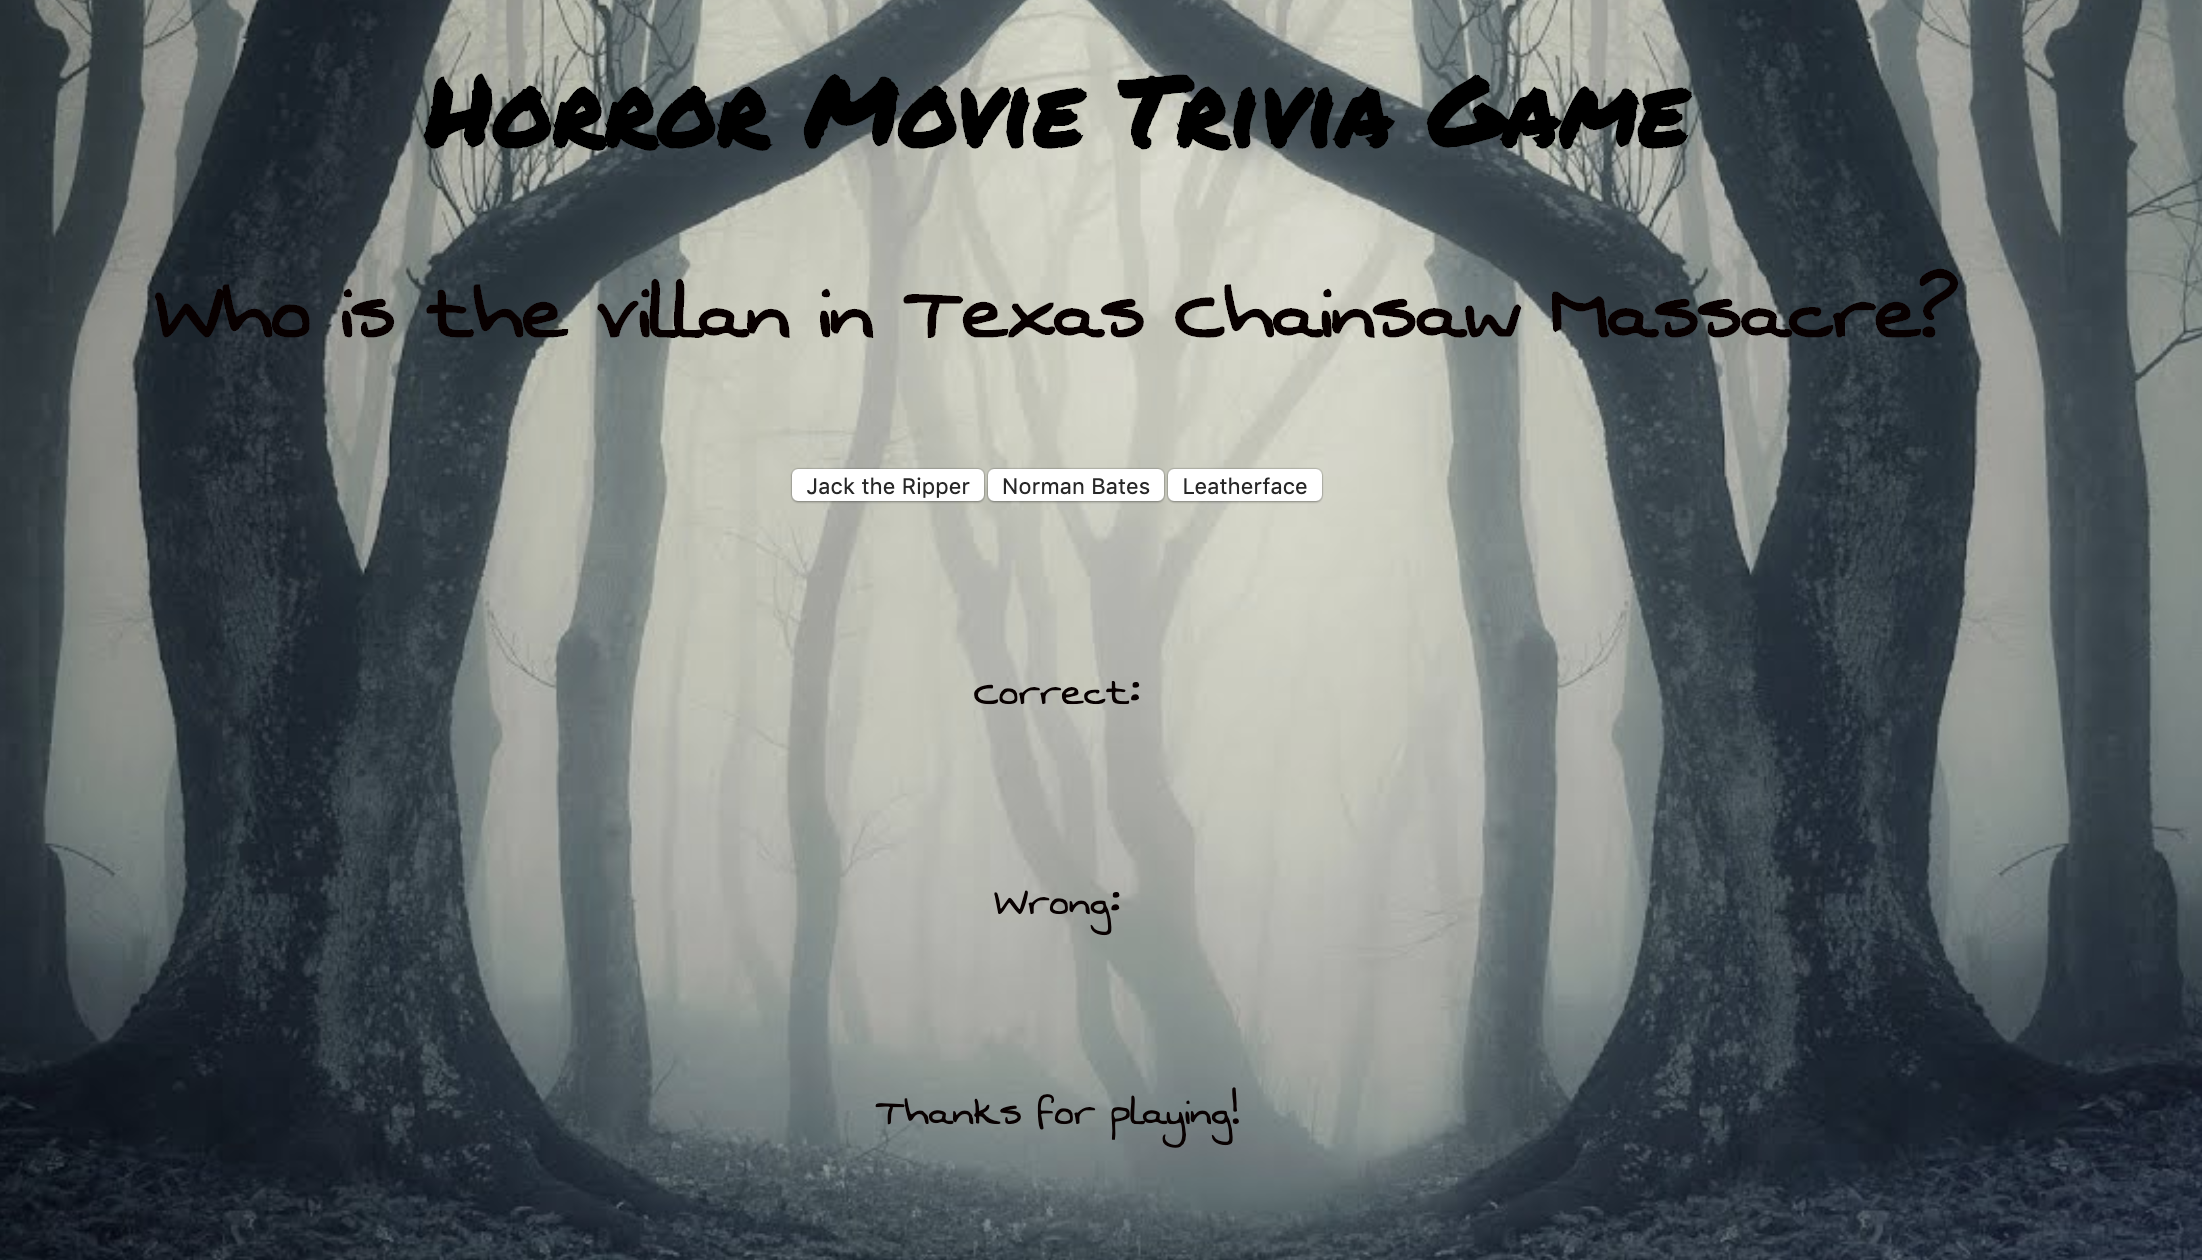 Horror Movie Trivia Game
Who is the villan in Texas Chainsaw Massacre?
Jack the Ripper Norman Bates Leatherface
Correct:
Wrong:
Thanks for playing!